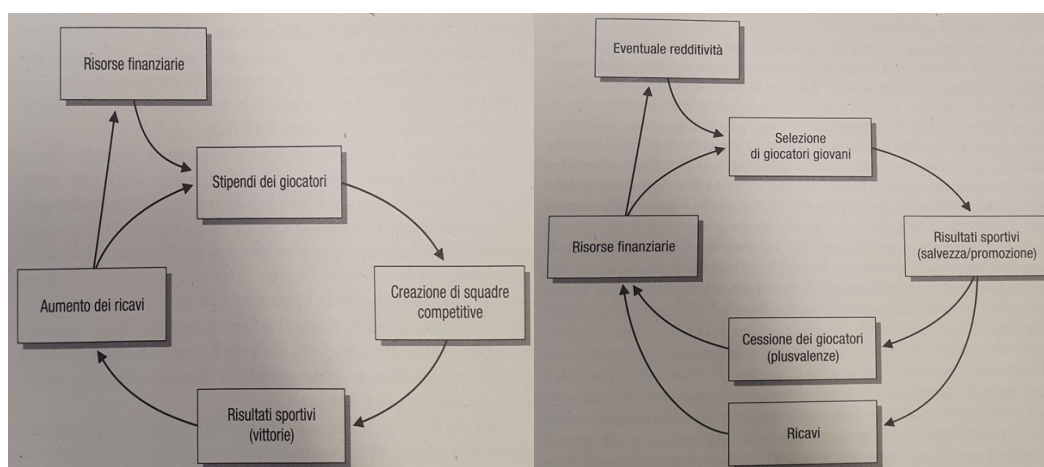 Risorse finanziarie
Stipendi dei giocatori
Aumento dei ricavi
Creazione di squadre
competitive
Risultati sportivi
(vittorie)
Eventuale redditività
Selezione
di giocatori giovani
Risorse finanziarie
Risultati sportivi
(salvezza/promozione)
Cessione dei giocatori
(plusvalenze)
Ricavi